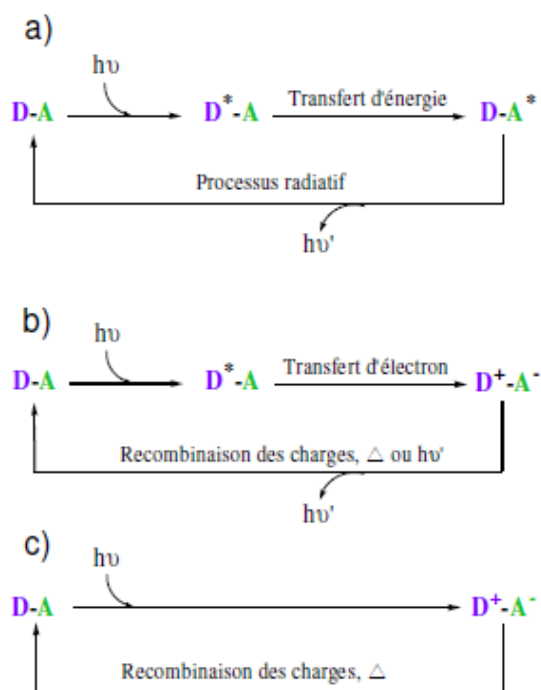 a)
hυ
D-A D*-A Transfert d'énergie D-A*
Processus radiatif
hυ'
b)
hυ
D-A D*-A Transfert d'électron D+-A-
Recombinaison des charges, △ ou hυ'
hυ'
c)
hυ
D-A D+-A-
Recombinaison des charges, △